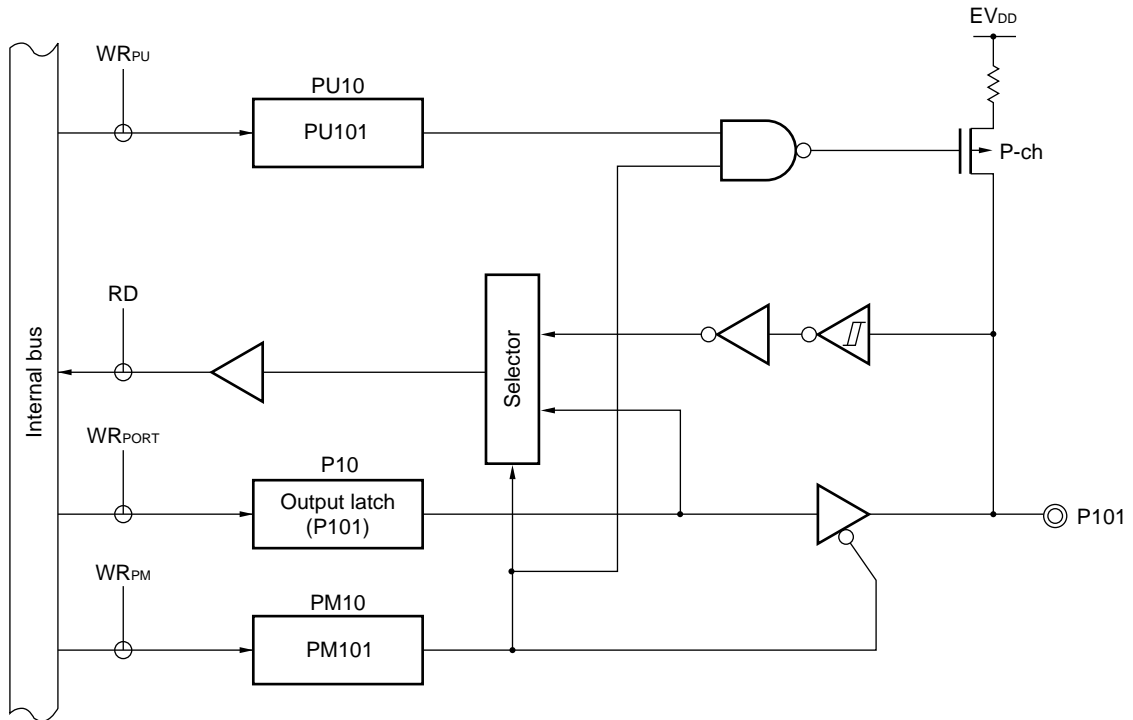 EVDD
WRPU
PU10
PU101
P-ch
RD
Selector
Internal bus
WRPORT
P10
Output latch
(P101)
P101
WRPM
PM10
PM101